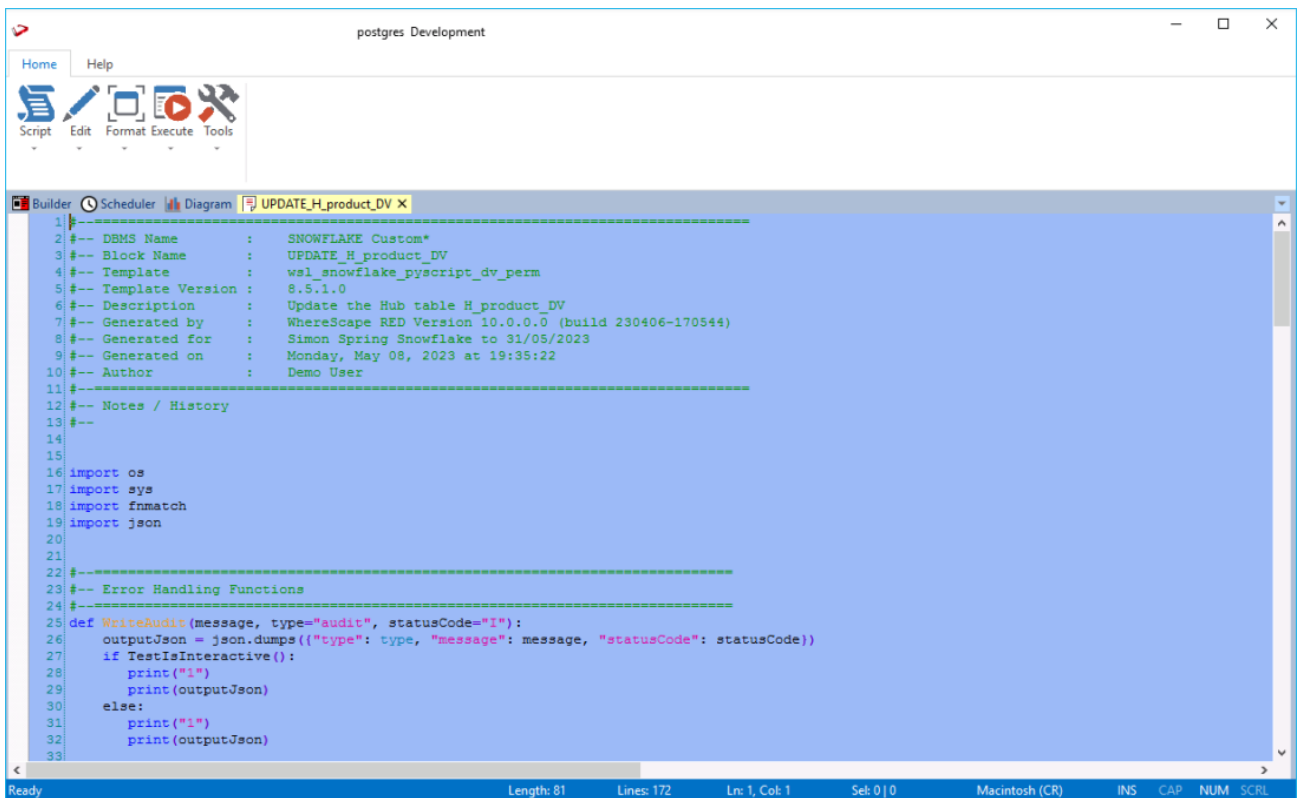 postgres Development
Home Help
Script Edit Format Execute Tools
Builder Scheduler Diagram UPDATE_H_product_DV
1 #--==============================================================================
2 #-- DBMS Name : SNOWFLAKE Custom*
3 #-- Block Name : UPDATE_H_product_DV
4 #-- Template : wsl_snowflake_pyscript_dv_perm
5 #-- Template Version : 8.5.1.0
6 #-- Description : Update the Hub table H_product_DV
7 #-- Generated by : WhereScape RED Version 10.0.0.0 (build 230406-170544)
8 #-- Generated for : Simon Spring Snowflake to 31/05/2023
9 #-- Generated on : Monday, May 08, 2023 at 19:35:22
10 #-- Author : Demo User
11 #--==============================================================================
12 #-- Notes / History
13 #--
14
15
16 import os
17 import sys
18 import fnmatch
19 import json
20
21
22 #--============================================================================
23 #-- Error Handling Functions
24 #--============================================================================
25 def WriteAudit(message, type="audit", statusCode="I"):
26 outputJson = json.dumps({"type": type, "message": message, "statusCode": statusCode})
27 if TestIsInteractive():
28 print("1")
29 print(outputJson)
30 else:
31 print("1")
32 print(outputJson)
33
Ready Length: 81 Lines: 172 Ln: 1, Col: 1 Sel: 0 | 0 Macintosh (CR) INS CAP NUM SCRL